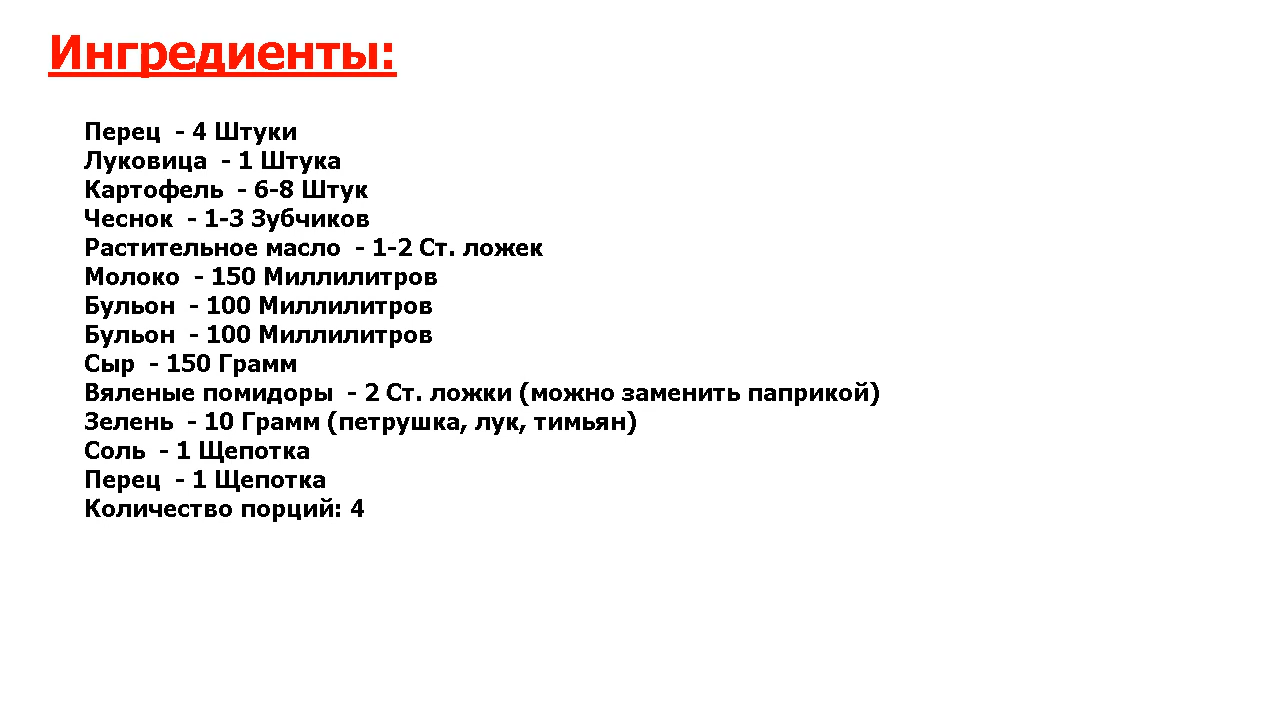 Ингредиенты:
Перец  - 4 Штуки
Луковица  - 1 Штука
Картофель  - 6-8 Штук
Чеснок  - 1-3 Зубчиков
Растительное масло  - 1-2 Ст. ложек
Молоко  - 150 Миллилитров
Бульон  - 100 Миллилитров
Бульон  - 100 Миллилитров
Сыр  - 150 Грамм
Вяленые помидоры  - 2 Ст. ложки (можно заменить паприкой)
Зелень  - 10 Грамм (петрушка, лук, тимьян)
Соль  - 1 Щепотка
Перец  - 1 Щепотка
Количество порций: 4